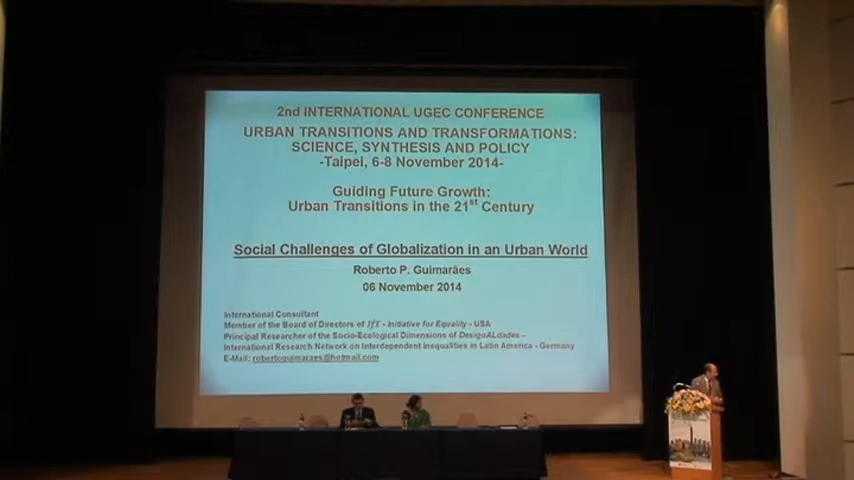 2nd INTERNATIONAL UGEC CONFERENCE
URBAN TRANSITIONS AND TRANSFORMATIONS:
SCIENCE, SYNTHESIS AND POLICY
-Taipei, 6-8 November 2014-
Guiding Future Growth:
Urban Transitions in the 21st Century
Social Challenges of Globalization in an Urban World
Roberto P. Guimarães
06 November 2014
International Consultant
Member of the Board of Directors of IfE - Initiative for Equality - USA
Principal Researcher of the Socio-Ecological Dimensions of DesiguALdades –
International Research Network on Interdependent Inequalities in Latin America - Germany
E-Mail: robertoguimaraes@hotmail.com